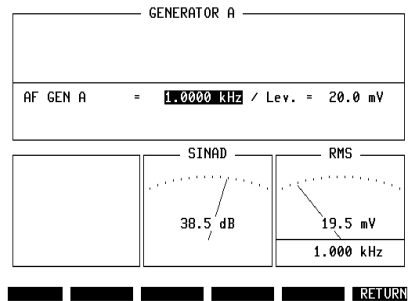 GENERATOR A
AF GEN A = 1.0000 kHz / Lev. = 20.0 mV
SINAD
38.5 dB
RMS
19.5 mV
1.000 kHz
RETURN